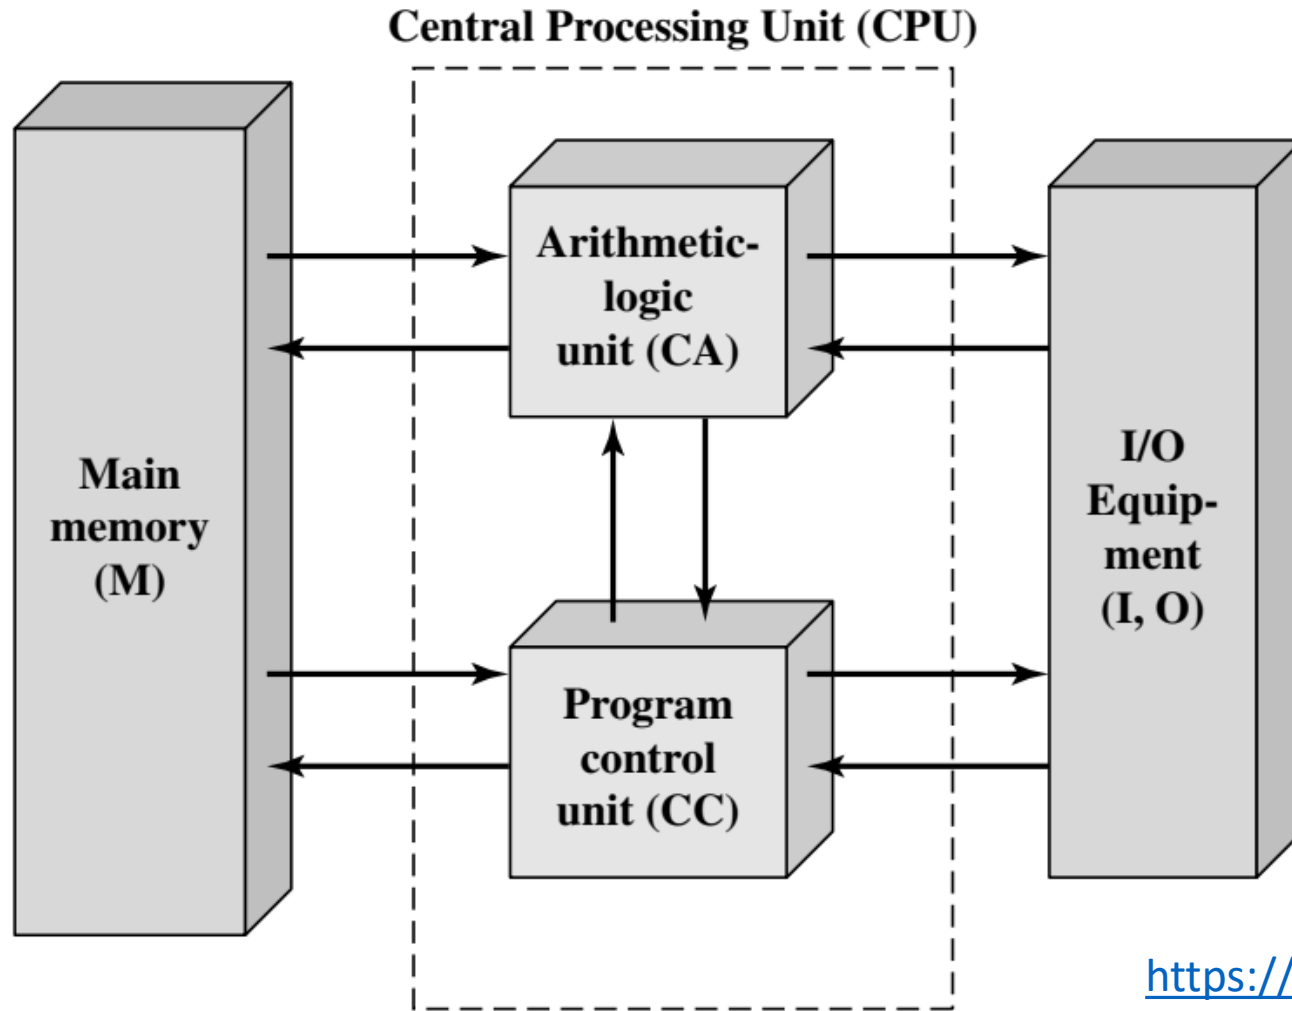 Central Processing Unit (CPU)
Arithmetic-
logic
unit (CA)
Main
memory
(M)
I/O
Equip-
ment
(I, O)
Program
control
unit (CC)
https://